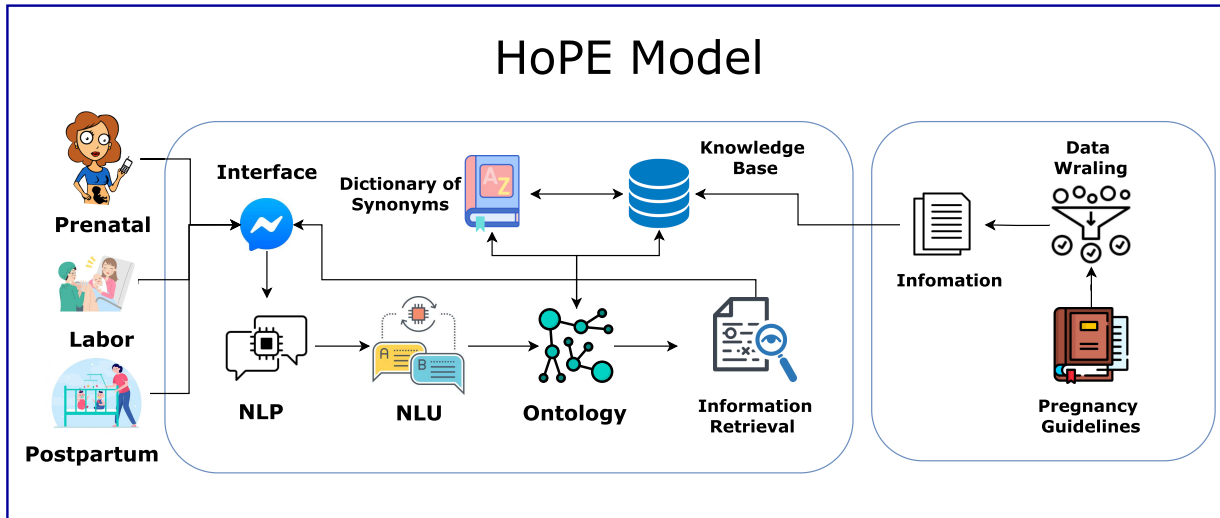 HoPE Model
Prenatal
Labor
Postpartum
Interface
Dictionary of
Synonyms
A
Z
Knowledge
Base
NLP
A
B
NLU
Ontology
Information
Retrieval
Infomation
Data
Wraling
Pregnancy
Guidelines